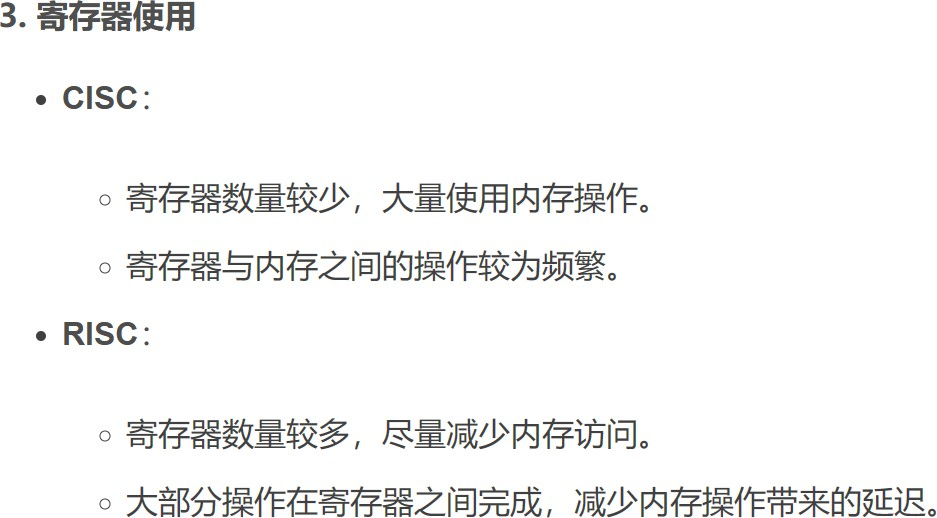 3. 寄存器使用
CISC：
寄存器数量较少，大量使用内存操作。
寄存器与内存之间的操作较为频繁。
RISC：
寄存器数量较多，尽量减少内存访问。
大部分操作在寄存器之间完成，减少内存操作带来的延迟。